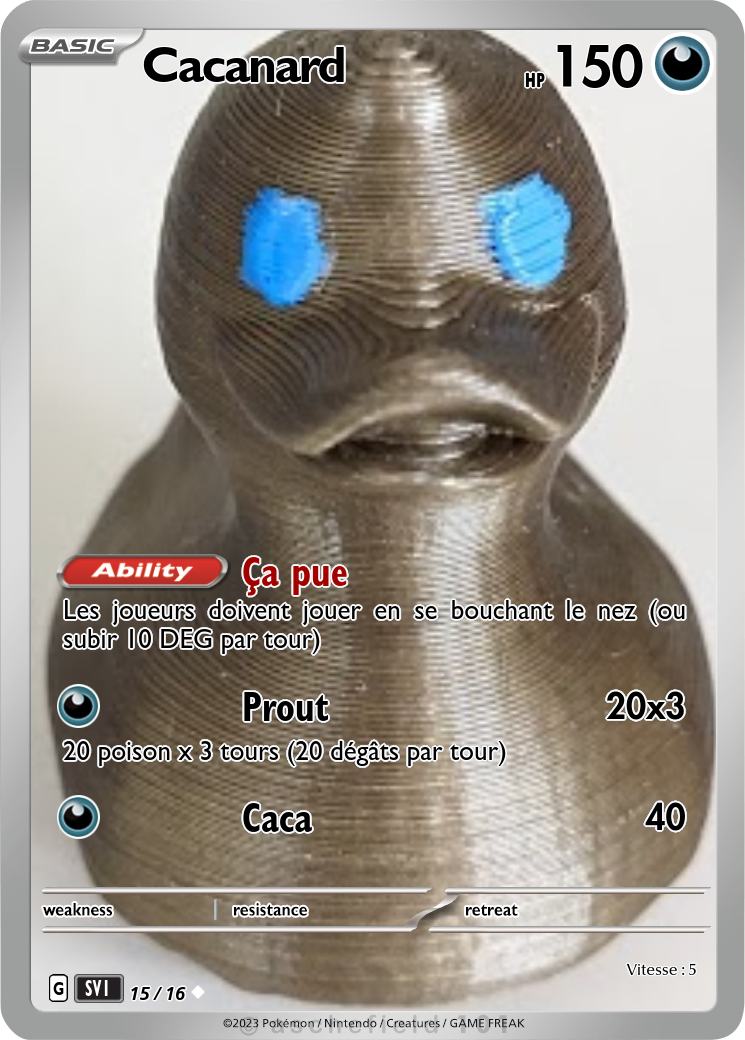 BASIC
Cacanard
HP 150
Ability Ça pue
Les joueurs doivent jouer en se bouchant le nez (ou
subir 10 DEG par tour)
Prout 20x3
20 poison x 3 tours (20 dégâts par tour)
Caca 40
weakness resistance retreat
Vitesse : 5
G SVI 15 / 16
©2023 Pokémon / Nintendo / Creatures / GAME FREAK